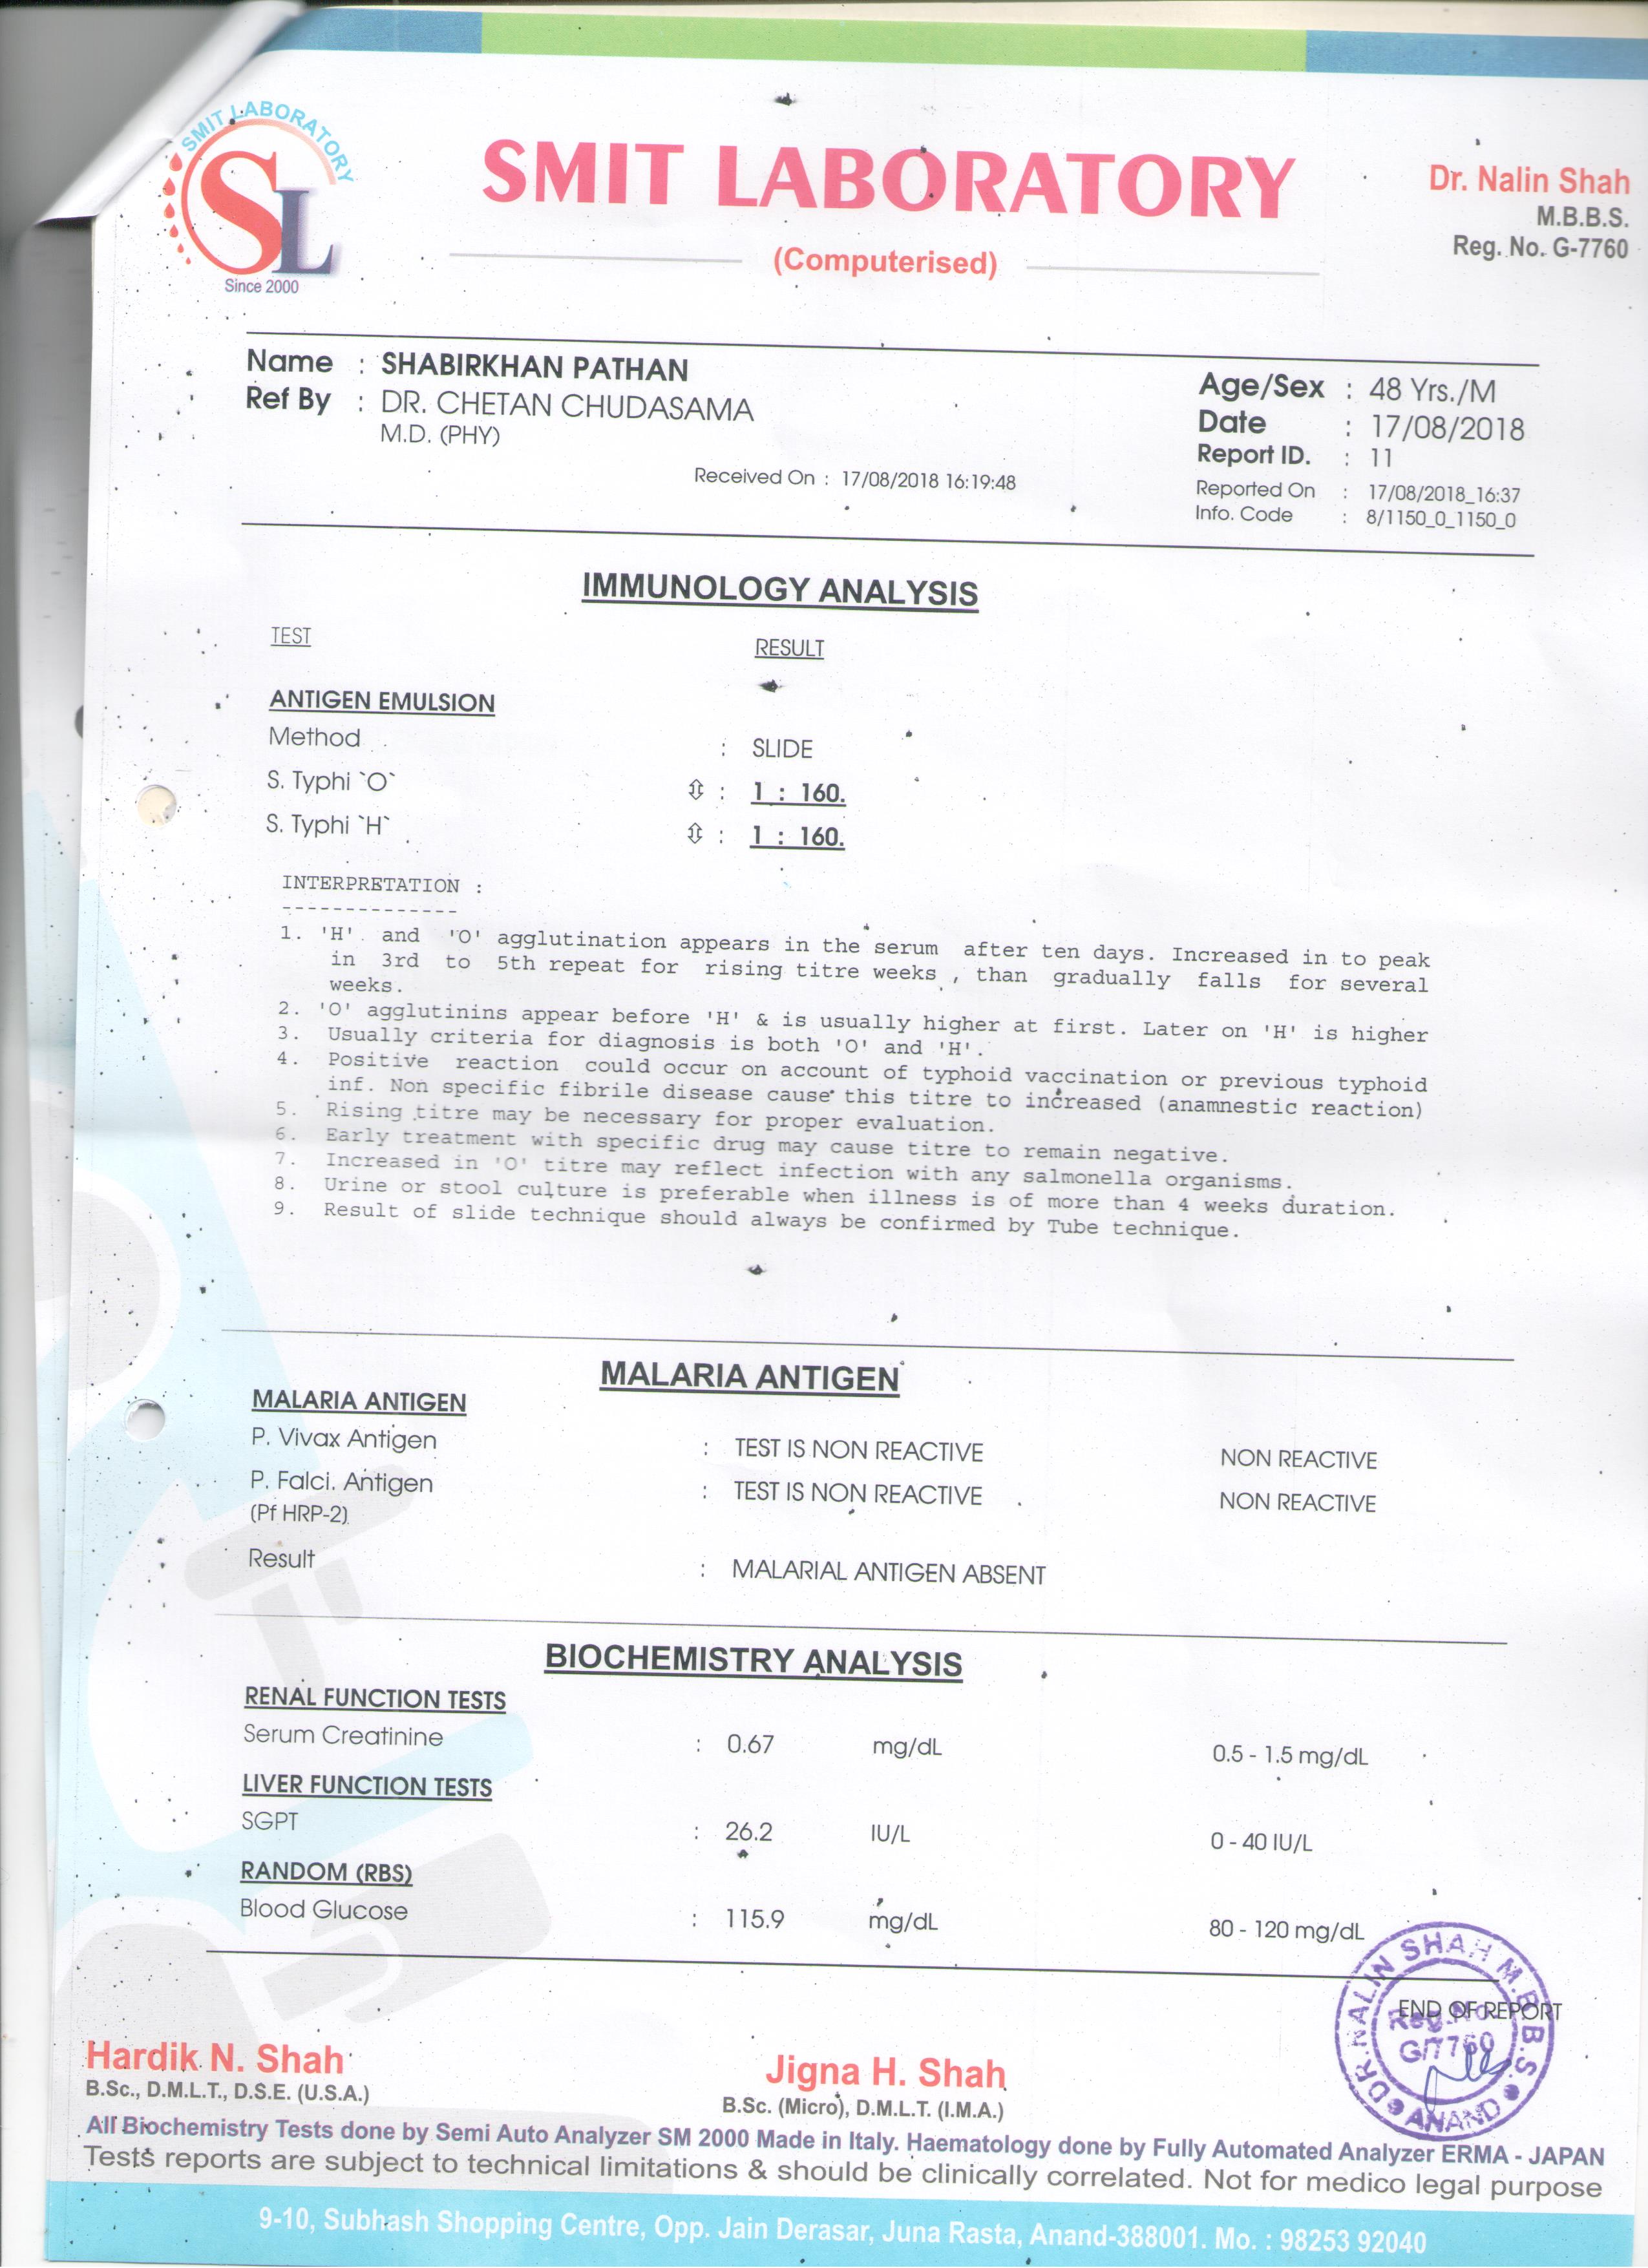 SMIT LABORATORY
SL
Since 2000
SMIT LABORATORY
(Computerised)
Dr. Nalin Shah
M.B.B.S.
Reg. No. G-7760
Name : SHABIRKHAN PATHAN
Ref By : DR. CHETAN CHUDASAMA
M.D. (PHY)
Received On : 17/08/2018 16:19:48
Age/Sex : 48 Yrs./M
Date : 17/08/2018
Report ID. : 11
Reported On : 17/08/2018_16:37
Info. Code : 8/1150_0_1150_0
IMMUNOLOGY ANALYSIS
TEST RESULT
ANTIGEN EMULSION
Method : SLIDE
S. Typhi `O` ⇳ : 1 : 160.
S. Typhi `H` ⇳ : 1 : 160.
INTERPRETATION :
--------------
1. 'H' and 'O' agglutination appears in the serum after ten days. Increased in to peak
in 3rd to 5th repeat for rising titre weeks , than gradually falls for several
weeks.
2. 'O' agglutinins appear before 'H' & is usually higher at first. Later on 'H' is higher
3. Usually criteria for diagnosis is both 'O' and 'H'.
4. Positive reaction could occur on account of typhoid vaccination or previous typhoid
inf. Non specific fibrile disease cause this titre to increased (anamnestic reaction)
5. Rising titre may be necessary for proper evaluation.
6. Early treatment with specific drug may cause titre to remain negative.
7. Increased in 'O' titre may reflect infection with any salmonella organisms.
8. Urine or stool culture is preferable when illness is of more than 4 weeks duration.
9. Result of slide technique should always be confirmed by Tube technique.
MALARIA ANTIGEN
MALARIA ANTIGEN
P. Vivax Antigen : TEST IS NON REACTIVE NON REACTIVE
P. Falci. Antigen : TEST IS NON REACTIVE NON REACTIVE
(Pf HRP-2)
Result : MALARIAL ANTIGEN ABSENT
BIOCHEMISTRY ANALYSIS
RENAL FUNCTION TESTS
Serum Creatinine : 0.67 mg/dL 0.5 - 1.5 mg/dL
LIVER FUNCTION TESTS
SGPT : 26.2 IU/L 0 - 40 IU/L
RANDOM (RBS)
Blood Glucose : 115.9 mg/dL 80 - 120 mg/dL
END OF REPORT
DR. NALIN SHAH M.B.B.S.
Reg. No.
G/7760
ANAND
Hardik N. Shah
B.Sc., D.M.L.T., D.S.E. (U.S.A.)
Jigna H. Shah
B.Sc. (Micro), D.M.L.T. (I.M.A.)
All Biochemistry Tests done by Semi Auto Analyzer SM 2000 Made in Italy. Haematology done by Fully Automated Analyzer ERMA - JAPAN
Tests reports are subject to technical limitations & should be clinically correlated. Not for medico legal purpose
9-10, Subhash Shopping Centre, Opp. Jain Derasar, Juna Rasta, Anand-388001. Mo. : 98253 92040